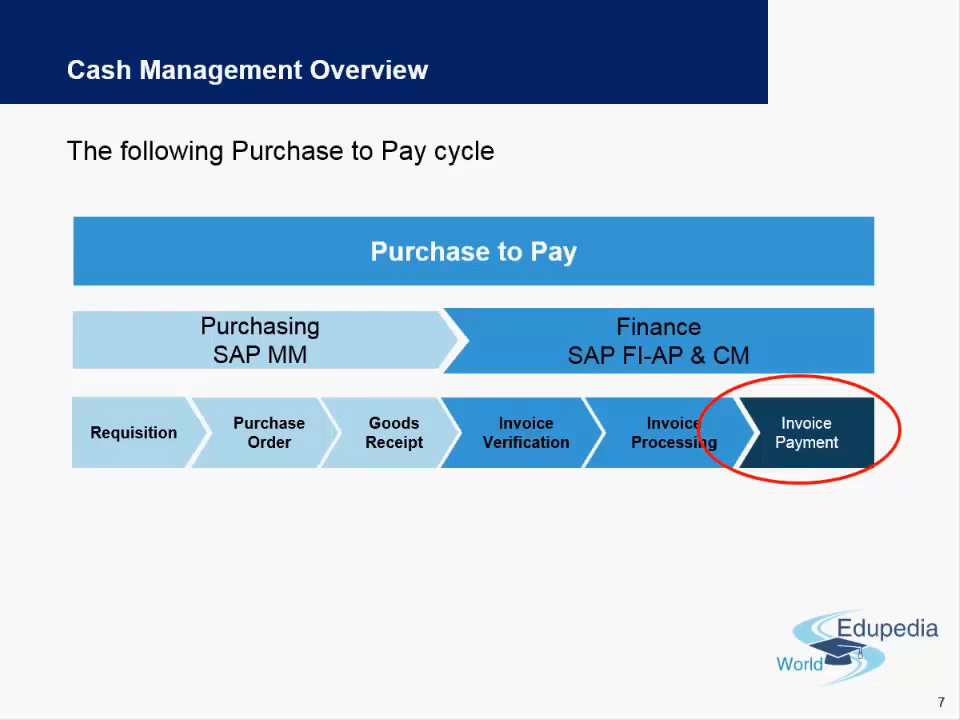 Cash Management Overview
The following Purchase to Pay cycle
Purchase to Pay
Purchasing
SAP MM
Finance
SAP FI-AP & CM
Requisition
Purchase
Order
Goods
Receipt
Invoice
Verification
Invoice
Processing
Invoice
Payment
Edupedia
World
7